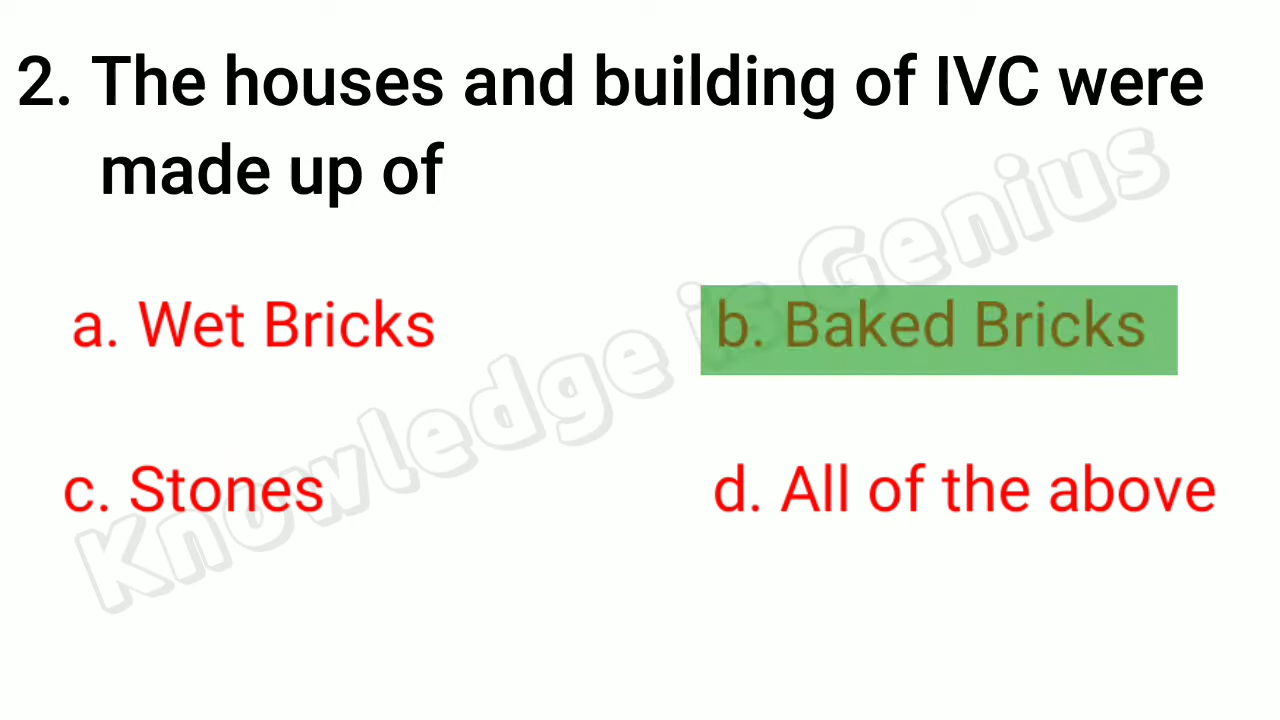 2. The houses and building of IVC were
made up of
a. Wet Bricks
b. Baked Bricks
c. Stones
d. All of the above
Knowledge is Genius